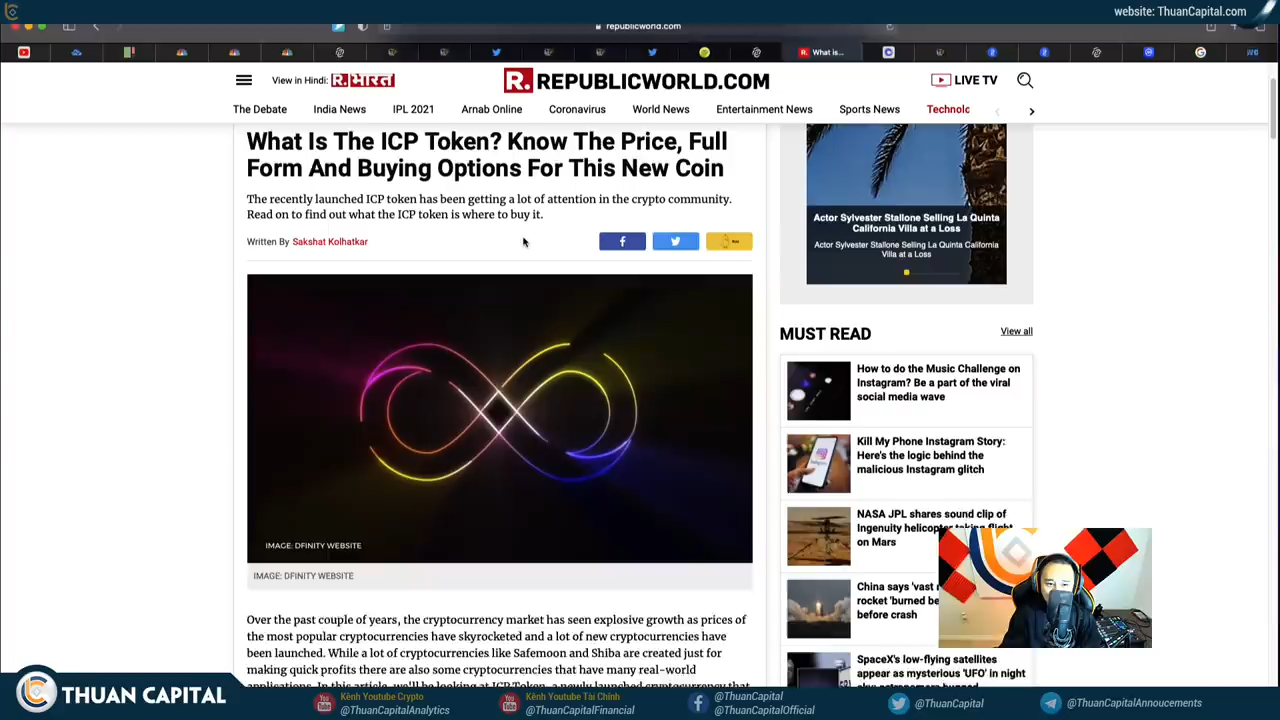 website: ThuanCapital.com
republicworld.com
R. What is...
View in Hindi: R.भारत
R. REPUBLICWORLD.COM
LIVE TV
The Debate India News IPL 2021 Arnab Online Coronavirus World News Entertainment News Sports News Technolo
What Is The ICP Token? Know The Price, Full
Form And Buying Options For This New Coin
The recently launched ICP token has been getting a lot of attention in the crypto community.
Read on to find out what the ICP token is where to buy it.
Written By Sakshat Kolhatkar
IMAGE: DFINITY WEBSITE
IMAGE: DFINITY WEBSITE
Over the past couple of years, the cryptocurrency market has seen explosive growth as prices of
the most popular cryptocurrencies have skyrocketed and a lot of new cryptocurrencies have
been launched. While a lot of cryptocurrencies like Safemoon and Shiba are created just for
making quick profits there are also some cryptocurrencies that have many real-world
Actor Sylvester Stallone Selling La Quinta
California Villa at a Loss
Actor Sylvester Stallone Selling La Quinta California
Villa at a Loss
MUST READ
View all
How to do the Music Challenge on
Instagram? Be a part of the viral
social media wave
Kill My Phone Instagram Story:
Here's the logic behind the
malicious Instagram glitch
NASA JPL shares sound clip of
Ingenuity helicopter taking flight
on Mars
China says 'vast
rocket 'burned be
before crash
SpaceX's low-flying satellites
appear as mysterious 'UFO' in night
THUAN CAPITAL
Kênh Youtube Crypto
@ThuanCapitalAnalytics
Kênh Youtube Tài Chính
@ThuanCapitalFinancial
@ThuanCapital
@ThuanCapitalOfficial
@ThuanCapital
@ThuanCapitalAnnoucements